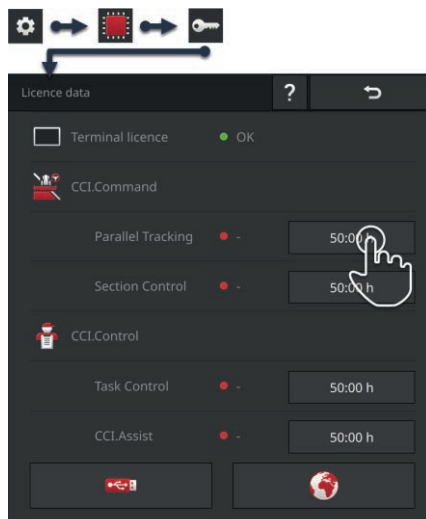 Licence data ?
Terminal licence OK
CCI.Command
Parallel Tracking - 50:00 h
Section Control - 50:00 h
CCI.Control
Task Control - 50:00 h
CCI.Assist - 50:00 h